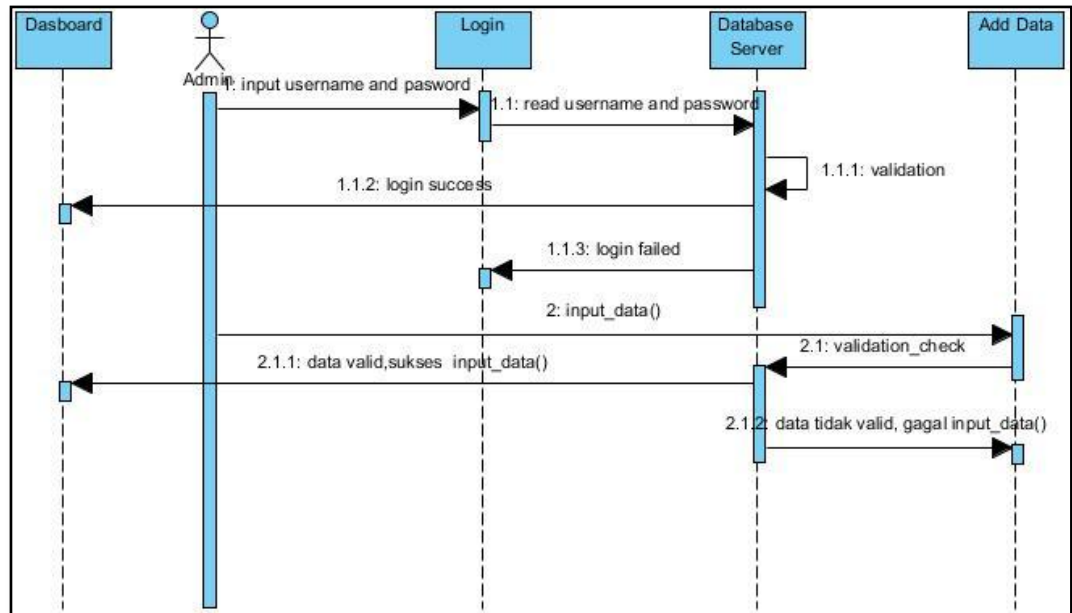 Dasboard
Admin
Login
Database
Server
Add Data
1: input username and pasword
1.1: read username and password
1.1.1: validation
1.1.2: login success
1.1.3: login failed
2: input_data()
2.1: validation_check
2.1.1: data valid,sukses input_data()
2.1.2: data tidak valid, gagal input_data()